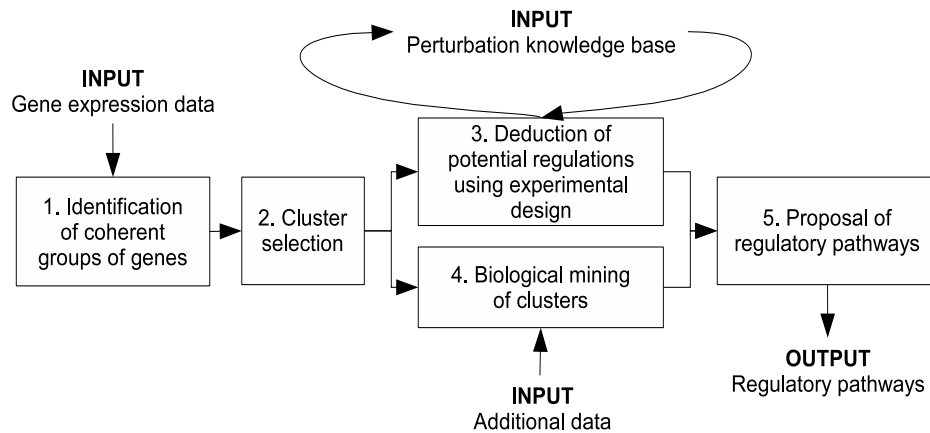 INPUT
Perturbation knowledge base
INPUT
Gene expression data
1. Identification
of coherent
groups of genes
2. Cluster
selection
3. Deduction of
potential regulations
using experimental
design
4. Biological mining
of clusters
5. Proposal of
regulatory pathways
INPUT
Additional data
OUTPUT
Regulatory pathways